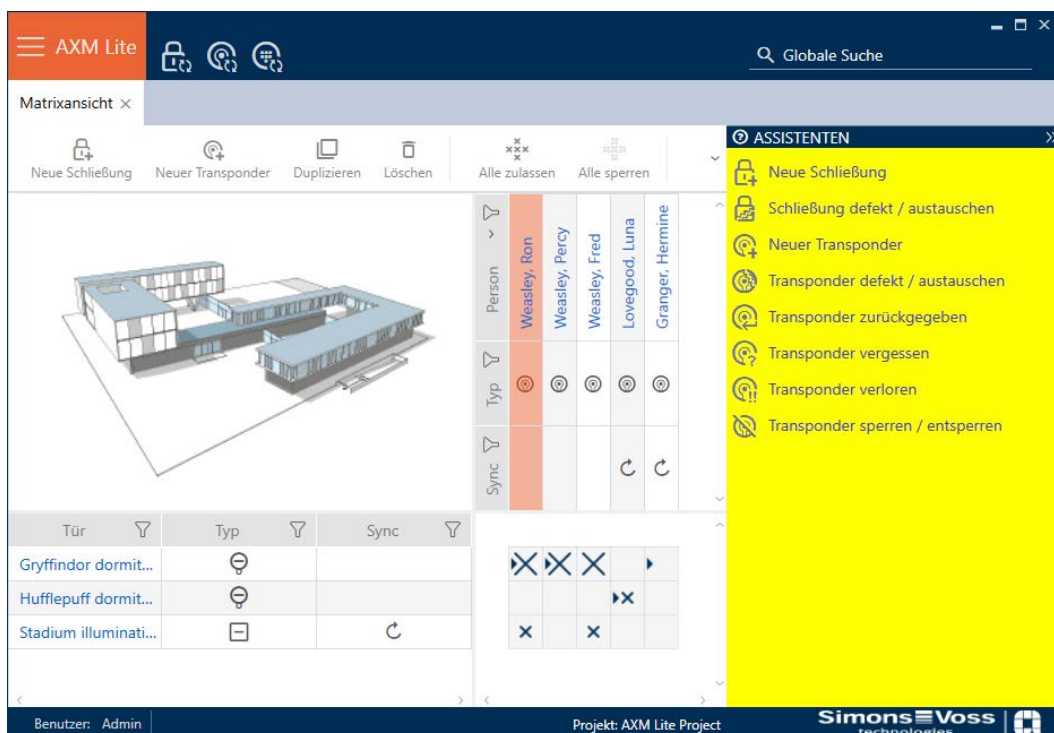 AXM Lite
Globale Suche
Matrixansicht
Neue Schließung
Neuer Transponder
Duplizieren
Löschen
Alle zulassen
Alle sperren
ASSISTENTEN
Neue Schließung
Schließung defekt / austauschen
Neuer Transponder
Transponder defekt / austauschen
Transponder zurückgegeben
Transponder vergessen
Transponder verloren
Transponder sperren / entsperren
Person
Weasley, Ron
Weasley, Percy
Weasley, Fred
Lovegood, Luna
Granger, Hermine
Typ
Sync
Tür Typ Sync
Gryffindor dormit...
Hufflepuff dormit...
Stadium illuminati...
Benutzer: Admin
Projekt: AXM Lite Project
Simons Voss
technologies